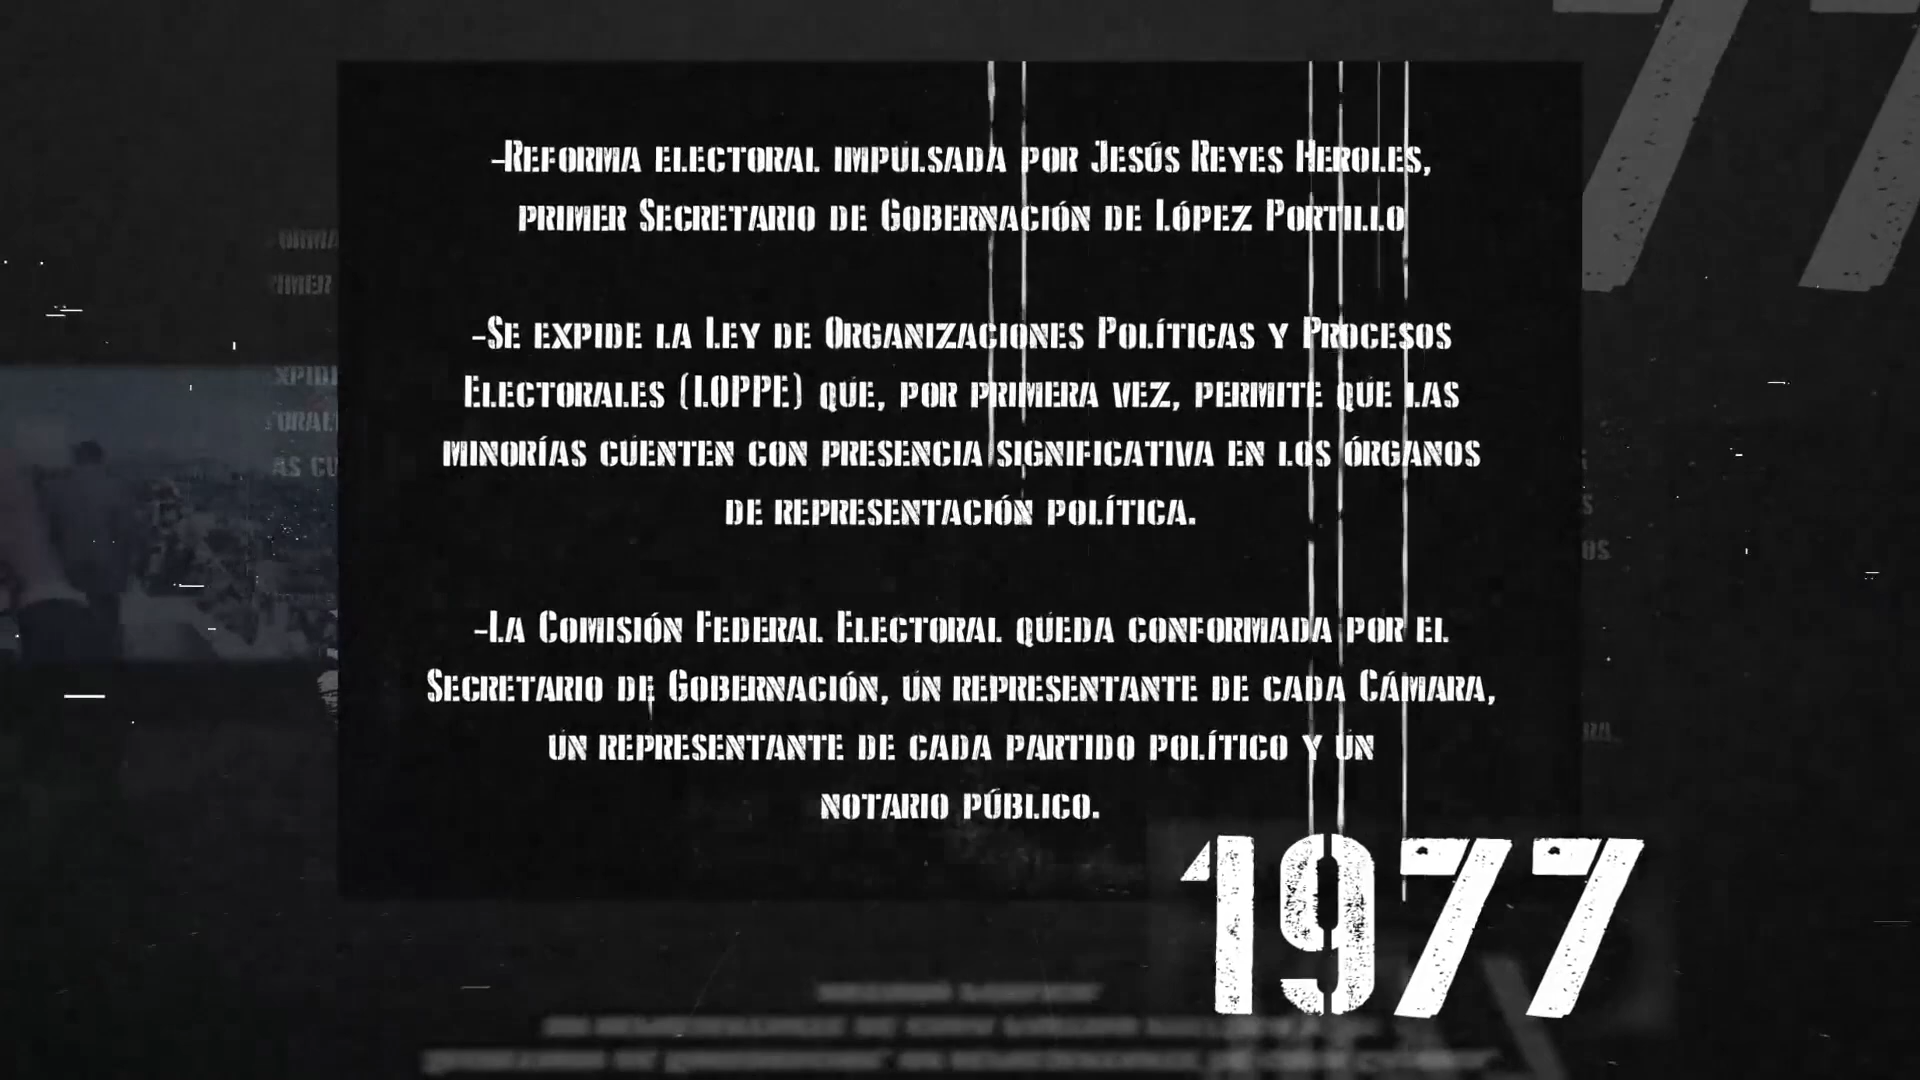 -Reforma electoral impulsada por Jesús Reyes Heroles,
primer Secretario de Gobernación de López Portillo
-Se expide la Ley de Organizaciones Políticas y Procesos
Electorales (LOPPE) que, por primera vez, permite que las
minorías cuenten con presencia significativa en los órganos
de representación política.
-La Comisión Federal Electoral queda conformada por el
Secretario de Gobernación, un representante de cada Cámara,
un representante de cada partido político y un
notario público.
1977
77